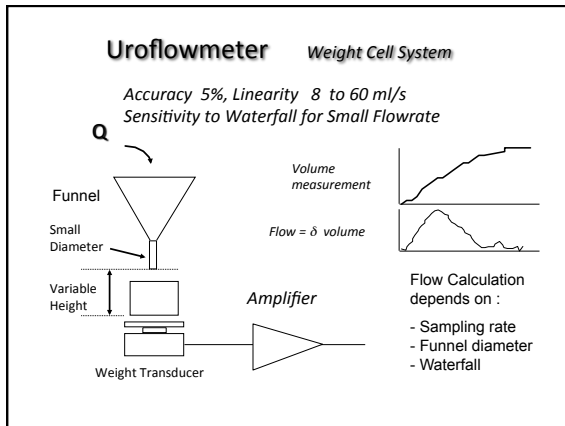 Uroflowmeter Weight Cell System
Accuracy 5%, Linearity 8 to 60 ml/s
Sensitivity to Waterfall for Small Flowrate
Q
Funnel
Small
Diameter
Variable
Height
Weight Transducer
Amplifier
Volume
measurement
Flow = δ volume
Flow Calculation
depends on :
- Sampling rate
- Funnel diameter
- Waterfall